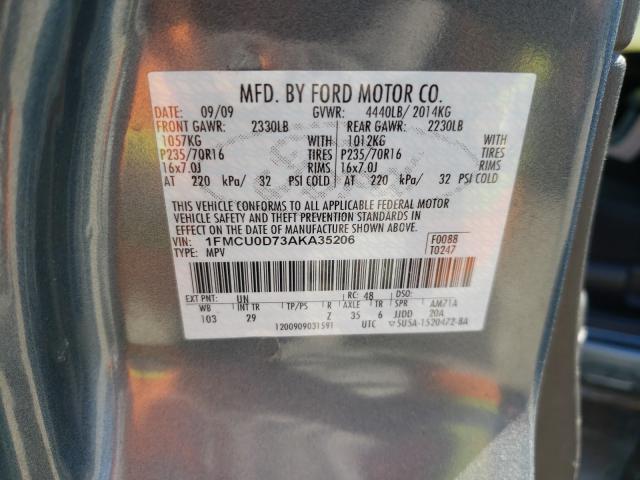 MFD. BY FORD MOTOR CO.
DATE: 09/09 GVWR: 4440LB/ 2014KG
FRONT GAWR: 2330LB REAR GAWR: 2230LB
1057KG WITH 1012KG WITH
P235/70R16 TIRES P235/70R16 TIRES
16x7.0J RIMS 16x7.0J RIMS
AT 220 kPa/ 32 PSI COLD AT 220 kPa/ 32 PSI COLD
THIS VEHICLE CONFORMS TO ALL APPLICABLE FEDERAL MOTOR
VEHICLE SAFETY AND THEFT PREVENTION STANDARDS IN
EFFECT ON THE DATE OF MANUFACTURE SHOWN ABOVE.
VIN: 1FMCU0D73AKA35206 F0088
TYPE: MPV T0247
EXT PNT: UN RC: 48 DSO:
WB INT TR TP/PS R AXLE TR SPR AM71A
103 29 Z 35 6 JJDD 20A
1200909031591 UTC ▽5U5A-1520472-BA